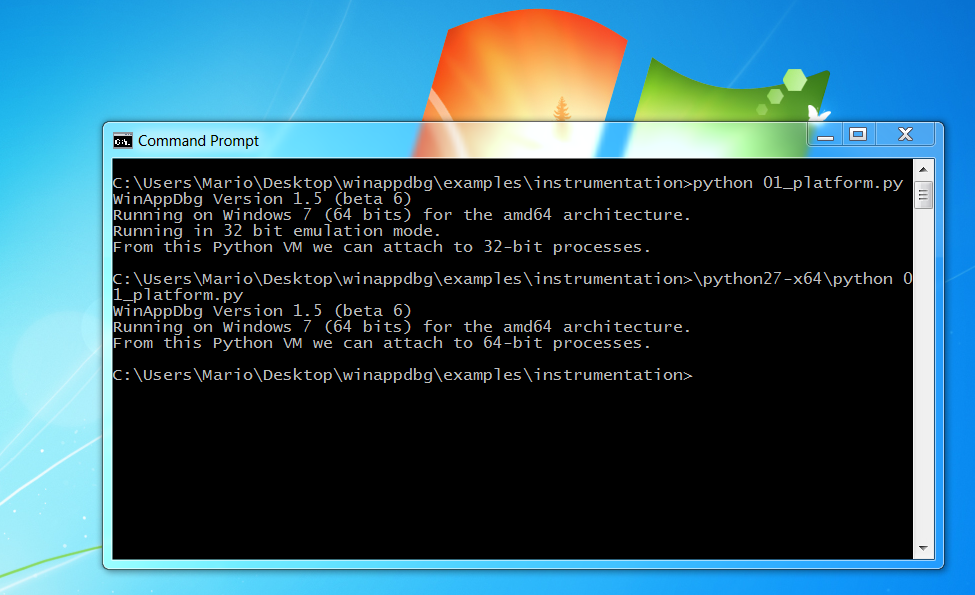 Command Prompt
C:\Users\Mario\Desktop\winappdbg\examples\instrumentation>python 01_platform.py
WinAppDbg Version 1.5 (beta 6)
Running on Windows 7 (64 bits) for the amd64 architecture.
Running in 32 bit emulation mode.
From this Python VM we can attach to 32-bit processes.
C:\Users\Mario\Desktop\winappdbg\examples\instrumentation>\python27-x64\python 0
1_platform.py
WinAppDbg Version 1.5 (beta 6)
Running on Windows 7 (64 bits) for the amd64 architecture.
From this Python VM we can attach to 64-bit processes.
C:\Users\Mario\Desktop\winappdbg\examples\instrumentation>